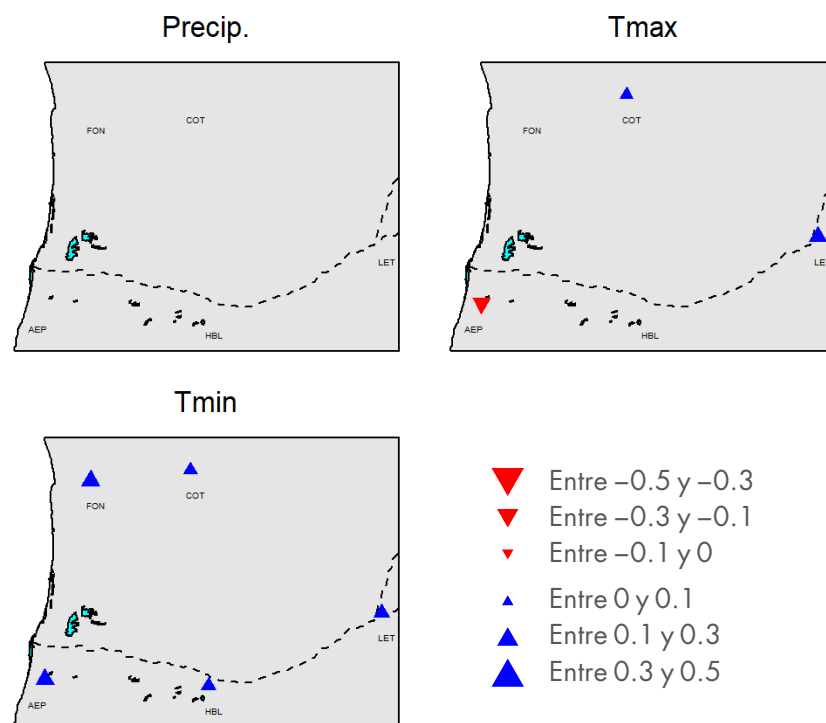 Precip.
COT
FON
LET
AEP
HBL
Tmax
COT
FON
LE
AEP
HBL
Tmin
COT
FON
LET
AEP
HBL
Entre –0.5 y –0.3
Entre –0.3 y –0.1
Entre –0.1 y 0
Entre 0 y 0.1
Entre 0.1 y 0.3
Entre 0.3 y 0.5